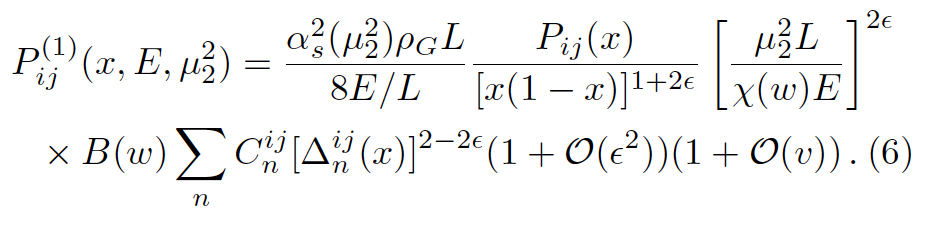 $P_{ij}^{(1)}(x, E, \mu_2^2) = \frac{\alpha_s^2(\mu_2^2)\rho_G L}{8E/L} \frac{P_{ij}(x)}{[x(1-x)]^{1+2\epsilon}} \left[\frac{\mu_2^2 L}{\chi(w)E}\right]^{2\epsilon}$
$\times B(w) \sum_n C_n^{ij} [\Delta_n^{ij}(x)]^{2-2\epsilon} (1 + \mathcal{O}(\epsilon^2))(1 + \mathcal{O}(v)) . (6)$